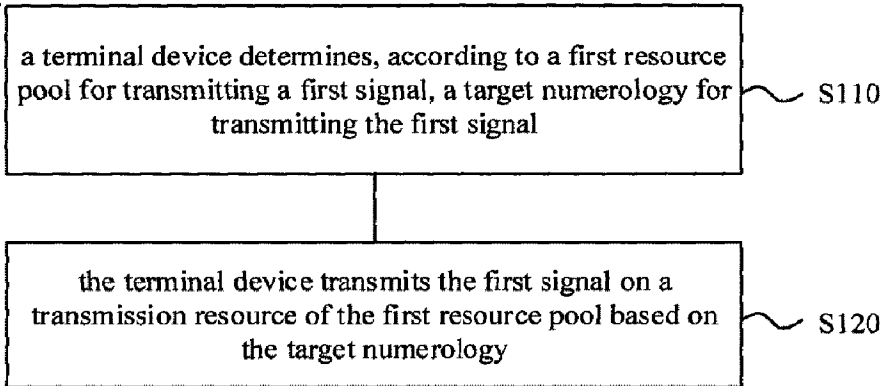 a terminal device determines, according to a first resource
pool for transmitting a first signal, a target numerology for
transmitting the first signal
S110
the terminal device transmits the first signal on a
transmission resource of the first resource pool based on
the target numerology
S120